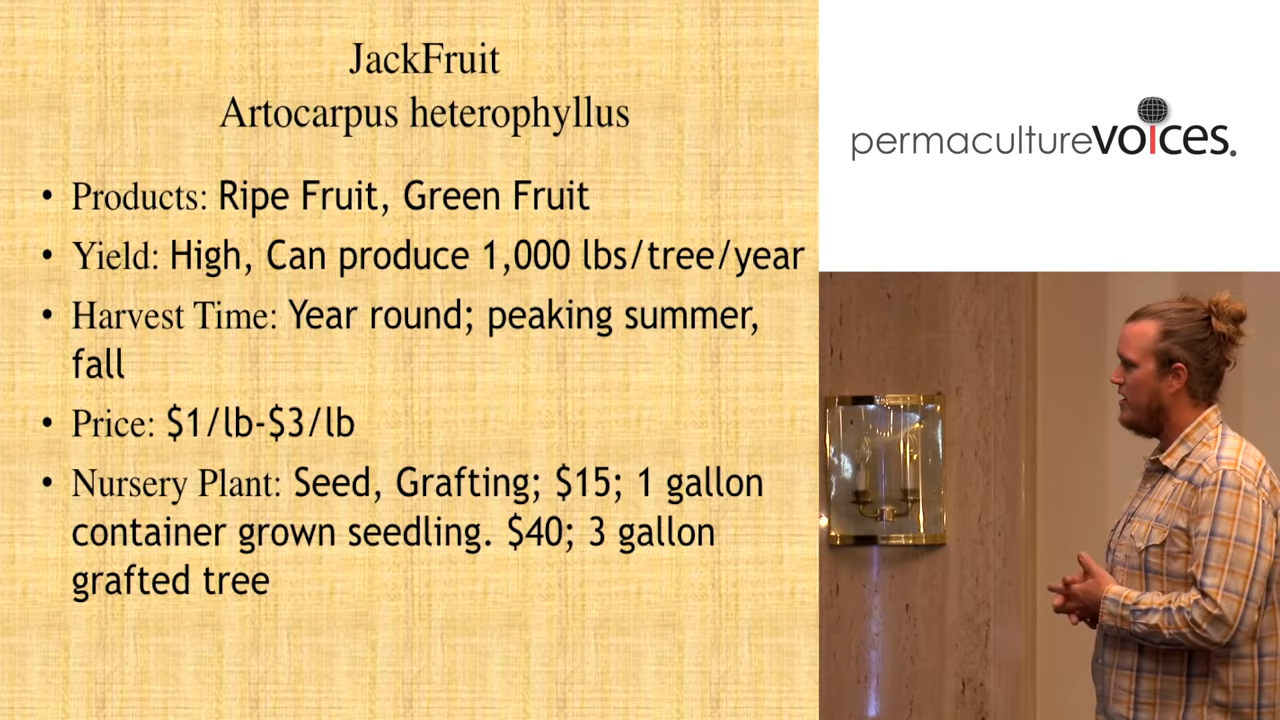 JackFruit
Artocarpus heterophyllus
• Products: Ripe Fruit, Green Fruit
• Yield: High, Can produce 1,000 lbs/tree/year
• Harvest Time: Year round; peaking summer,
fall
• Price: $1/lb-$3/lb
• Nursery Plant: Seed, Grafting; $15; 1 gallon
container grown seedling. $40; 3 gallon
grafted tree
permaculturevoices.